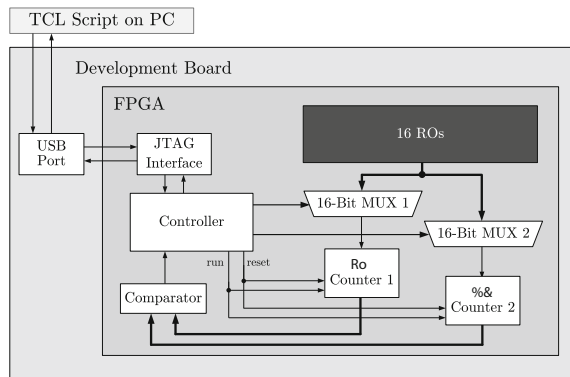 TCL Script on PC
Development Board
FPGA
16 ROs
USB
Port
JTAG
Interface
16-Bit MUX 1
Controller
16-Bit MUX 2
run
reset
Ro
Counter 1
%&
Counter 2
Comparator